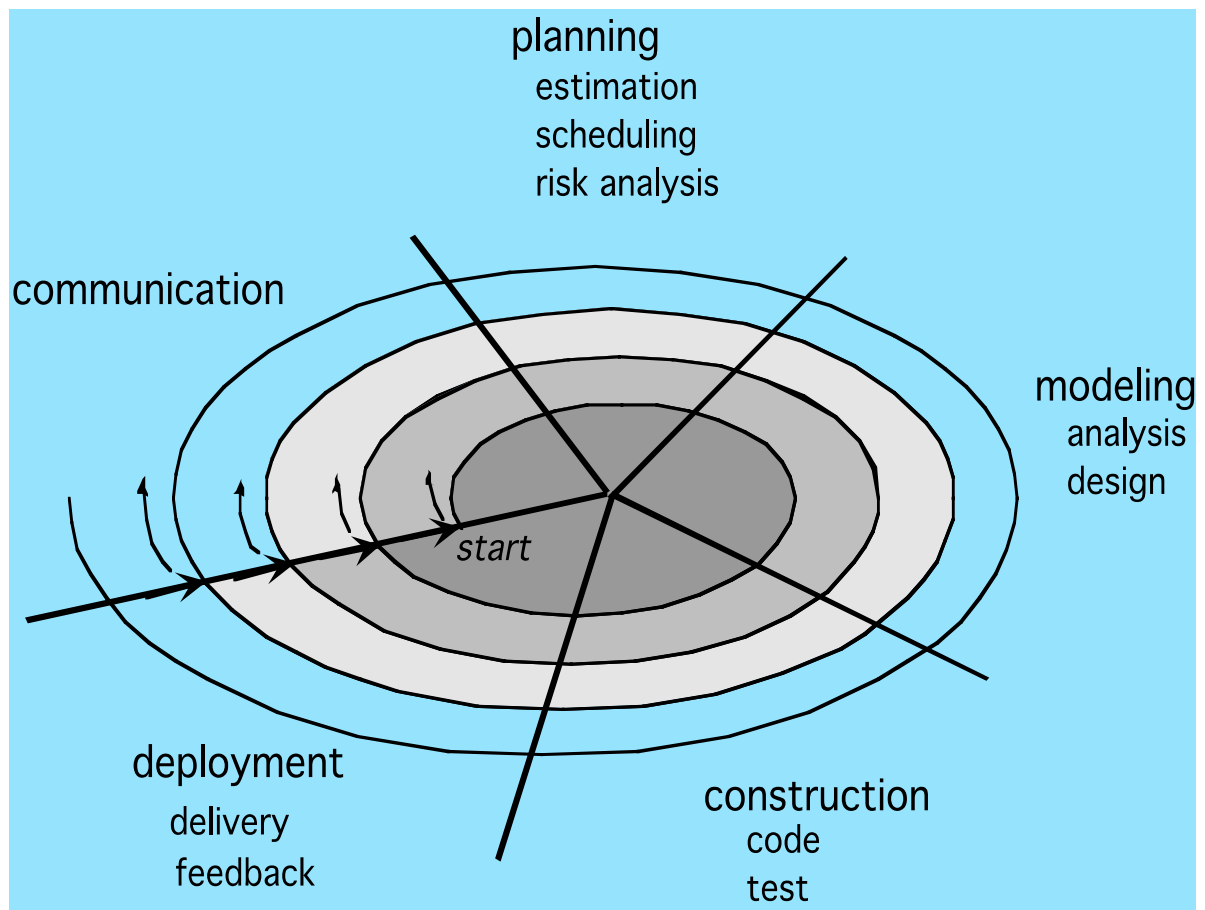 planning
estimation
scheduling
risk analysis
communication
modeling
analysis
design
start
deployment
delivery
feedback
construction
code
test